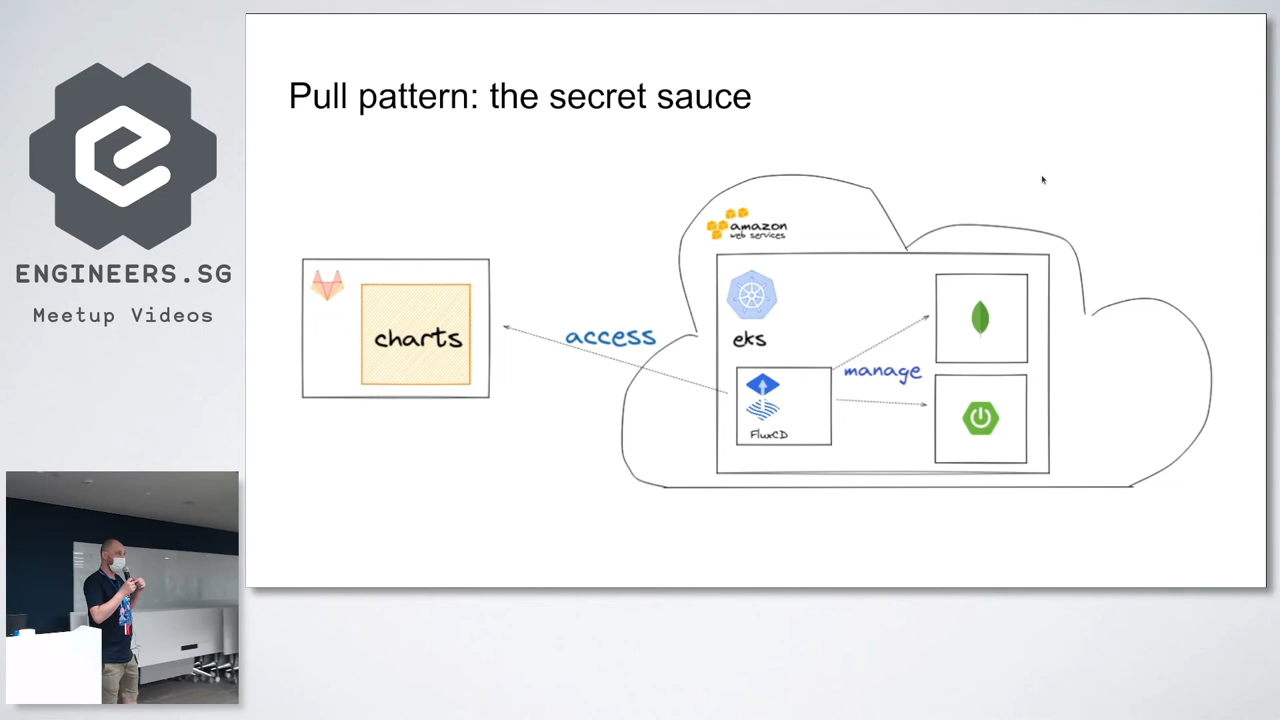 Pull pattern: the secret sauce
ENGINEERS.SG
Meetup Videos
amazon
web services
charts
access
eks
manage
FluxCD